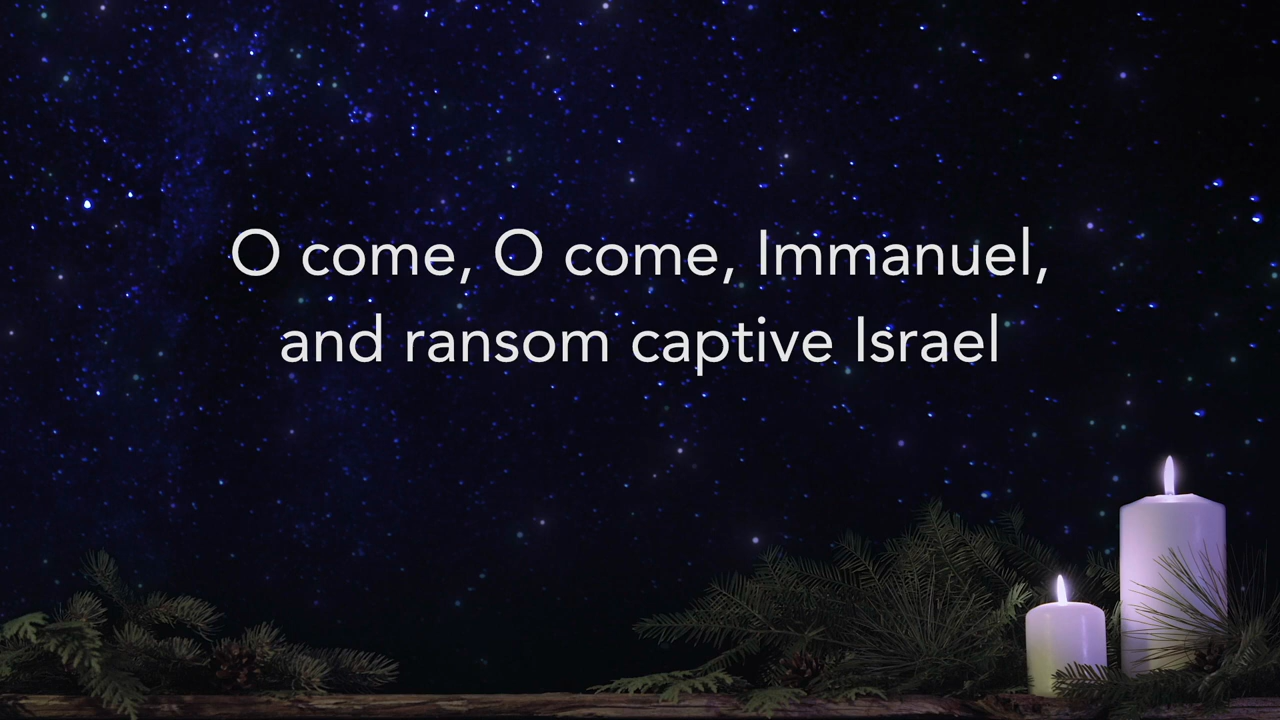 O come, O come, Immanuel,
and ransom captive Israel